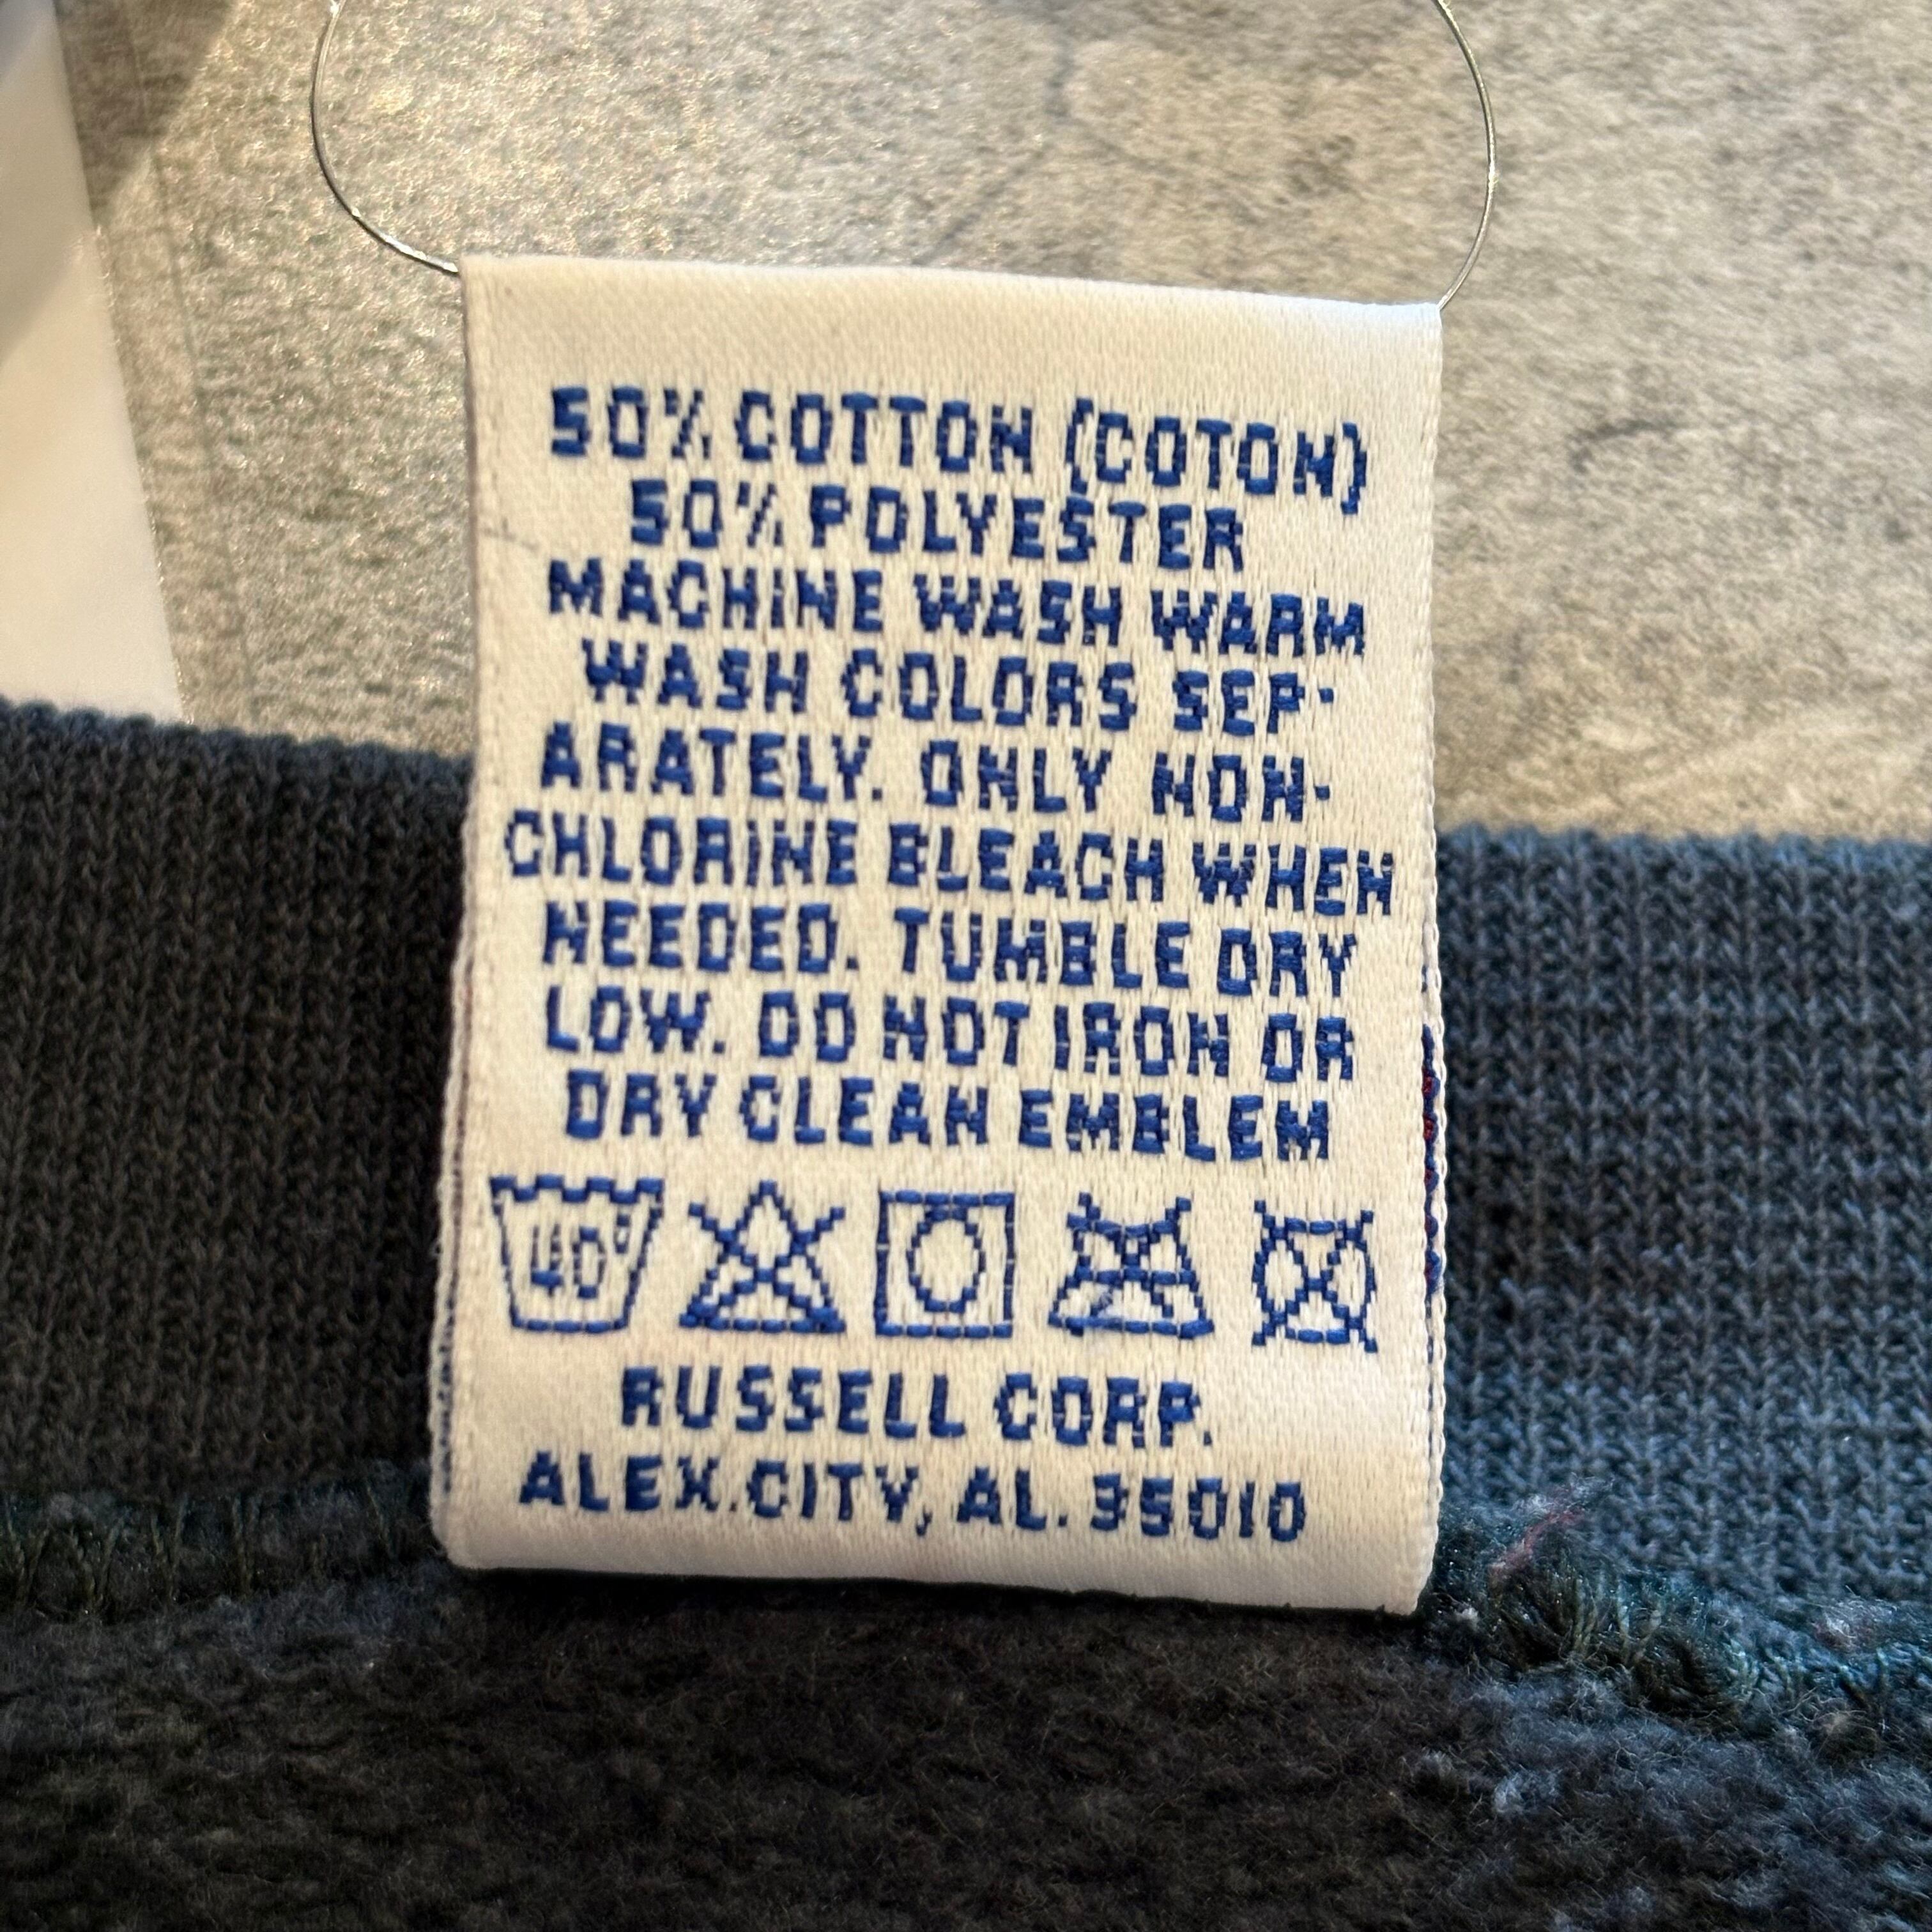 50% COTTON (COTON)
50% POLYESTER
MACHINE WASH WARM
WASH COLORS SEP-
ARATELY. ONLY NON-
CHLORINE BLEACH WHEN
NEEDED. TUMBLE DRY
LOW. DO NOT IRON OR
DRY CLEAN EMBLEM
40°
RUSSELL CORP.
ALEX.CITY, AL. 35010